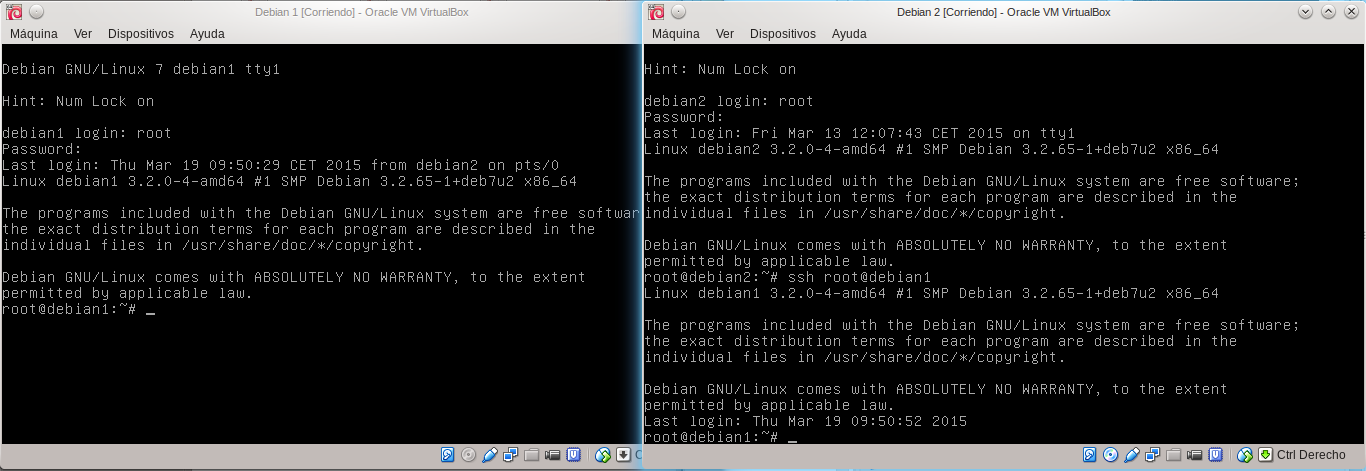 Debian 1 [Corriendo] - Oracle VM VirtualBox
Máquina Ver Dispositivos Ayuda
Debian GNU/Linux 7 debian1 tty1
Hint: Num Lock on
debian1 login: root
Password:
Last login: Thu Mar 19 09:50:29 CET 2015 from debian2 on pts/0
Linux debian1 3.2.0-4-amd64 #1 SMP Debian 3.2.65-1+deb7u2 x86_64
The programs included with the Debian GNU/Linux system are free softwar
the exact distribution terms for each program are described in the
individual files in /usr/share/doc/*/copyright.
Debian GNU/Linux comes with ABSOLUTELY NO WARRANTY, to the extent
permitted by applicable law.
root@debian1:~# _
Debian 2 [Corriendo] - Oracle VM VirtualBox
Máquina Ver Dispositivos Ayuda
Hint: Num Lock on
debian2 login: root
Password:
Last login: Fri Mar 13 12:07:43 CET 2015 on tty1
Linux debian2 3.2.0-4-amd64 #1 SMP Debian 3.2.65-1+deb7u2 x86_64
The programs included with the Debian GNU/Linux system are free software;
the exact distribution terms for each program are described in the
individual files in /usr/share/doc/*/copyright.
Debian GNU/Linux comes with ABSOLUTELY NO WARRANTY, to the extent
permitted by applicable law.
root@debian2:~# ssh root@debian1
Linux debian1 3.2.0-4-amd64 #1 SMP Debian 3.2.65-1+deb7u2 x86_64
The programs included with the Debian GNU/Linux system are free software;
the exact distribution terms for each program are described in the
individual files in /usr/share/doc/*/copyright.
Debian GNU/Linux comes with ABSOLUTELY NO WARRANTY, to the extent
permitted by applicable law.
Last login: Thu Mar 19 09:50:52 2015
root@debian1:~# _
Ctrl Derecho